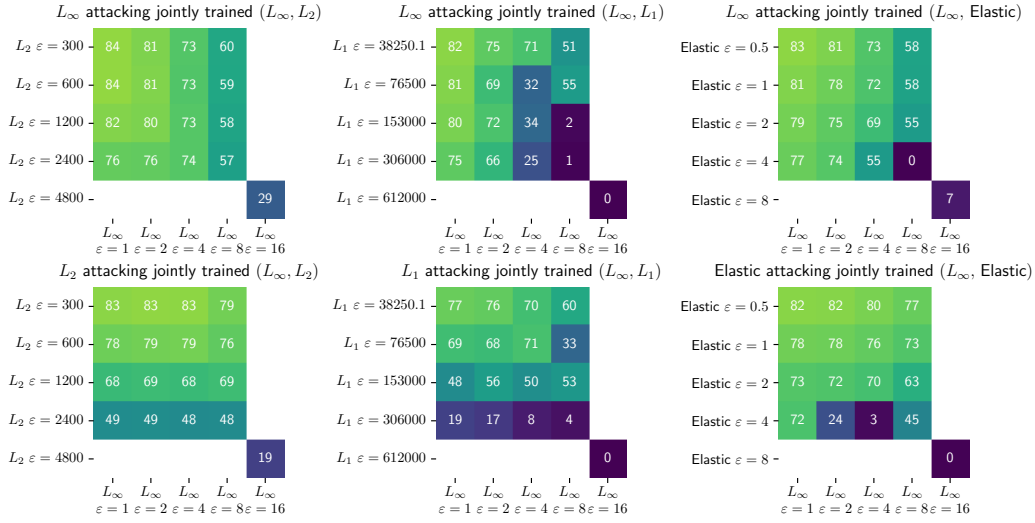 L∞ attacking jointly trained (L∞, L2)
L2 ε = 300 84 81 73 60
L2 ε = 600 84 81 73 59
L2 ε = 1200 82 80 73 58
L2 ε = 2400 76 76 74 57
L2 ε = 4800 29
L∞ L∞ L∞ L∞ L∞
ε = 1 ε = 2 ε = 4 ε = 8 ε = 16
L∞ attacking jointly trained (L∞, L1)
L1 ε = 38250.1 82 75 71 51
L1 ε = 76500 81 69 32 55
L1 ε = 153000 80 72 34 2
L1 ε = 306000 75 66 25 1
L1 ε = 612000 0
L∞ L∞ L∞ L∞ L∞
ε = 1 ε = 2 ε = 4 ε = 8 ε = 16
L∞ attacking jointly trained (L∞, Elastic)
Elastic ε = 0.5 83 81 73 58
Elastic ε = 1 81 78 72 58
Elastic ε = 2 79 75 69 55
Elastic ε = 4 77 74 55 0
Elastic ε = 8 7
L∞ L∞ L∞ L∞ L∞
ε = 1 ε = 2 ε = 4 ε = 8 ε = 16
L2 attacking jointly trained (L∞, L2)
L2 ε = 300 83 83 83 79
L2 ε = 600 78 79 79 76
L2 ε = 1200 68 69 68 69
L2 ε = 2400 49 49 48 48
L2 ε = 4800 19
L∞ L∞ L∞ L∞ L∞
ε = 1 ε = 2 ε = 4 ε = 8 ε = 16
L1 attacking jointly trained (L∞, L1)
L1 ε = 38250.1 77 76 70 60
L1 ε = 76500 69 68 71 33
L1 ε = 153000 48 56 50 53
L1 ε = 306000 19 17 8 4
L1 ε = 612000 0
L∞ L∞ L∞ L∞ L∞
ε = 1 ε = 2 ε = 4 ε = 8 ε = 16
Elastic attacking jointly trained (L∞, Elastic)
Elastic ε = 0.5 82 82 80 77
Elastic ε = 1 78 78 76 73
Elastic ε = 2 73 72 70 63
Elastic ε = 4 72 24 3 45
Elastic ε = 8 0
L∞ L∞ L∞ L∞ L∞
ε = 1 ε = 2 ε = 4 ε = 8 ε = 16